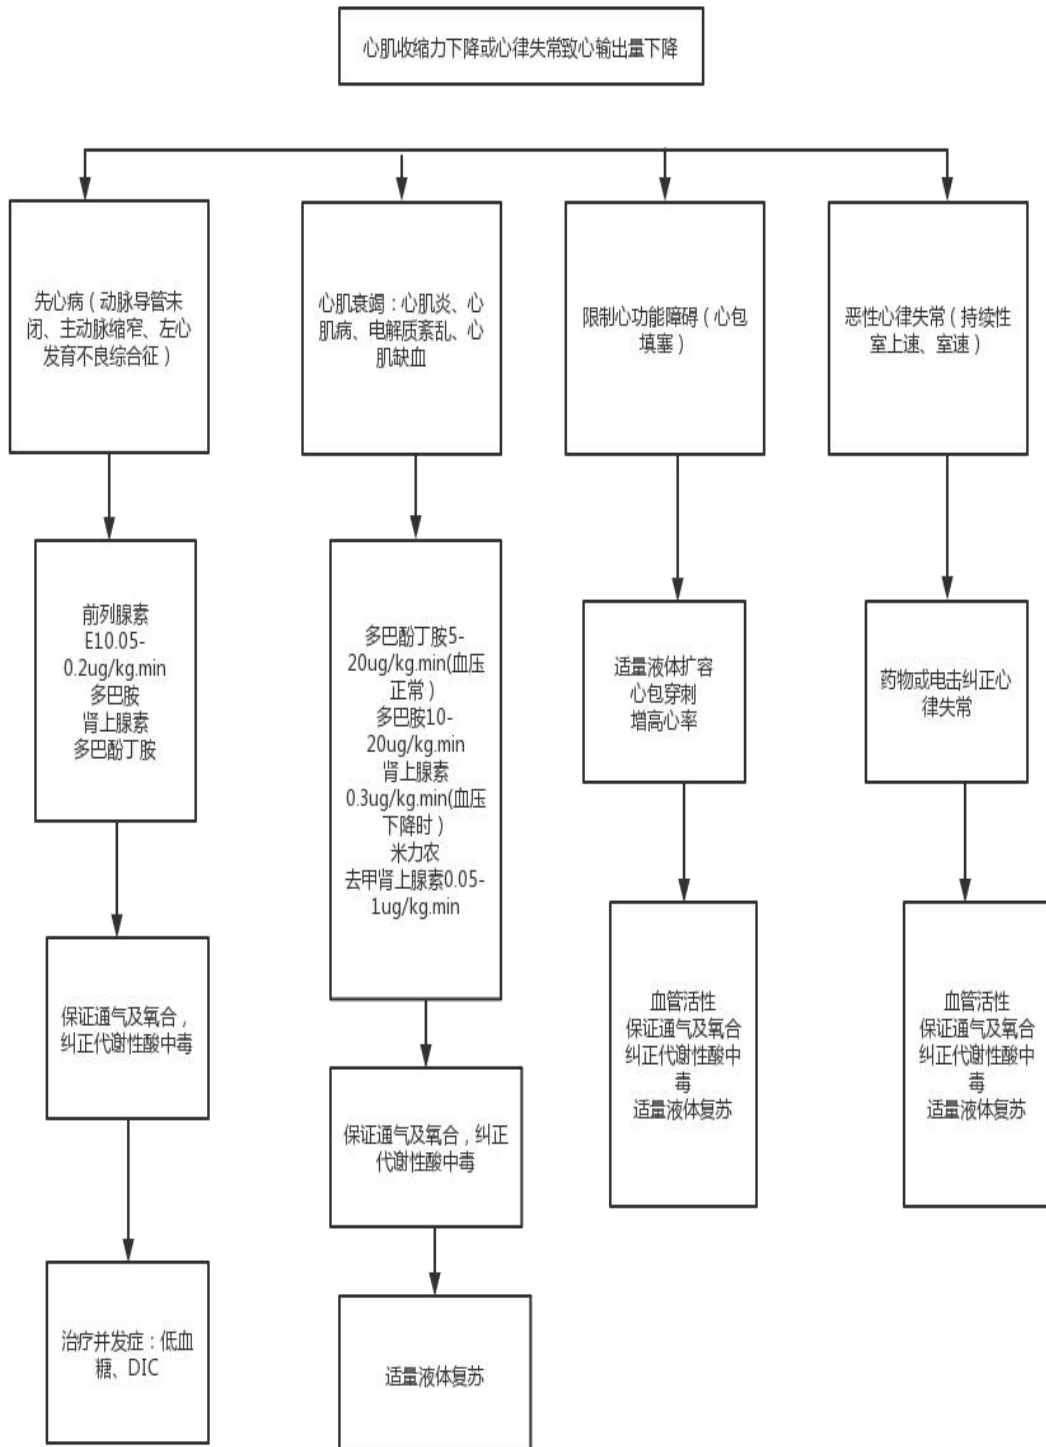 心肌收缩力下降或心律失常致心输出量下降
先心病（动脉导管未
闭、主动脉缩窄、左心
发育不良综合征）
心肌衰竭：心肌炎、心
肌病、电解质紊乱、心
肌缺血
限制心功能障碍（心包
填塞）
恶性心律失常（持续性
室上速、室速）
前列腺素
E10.05-
0.2ug/kg.min
多巴胺
肾上腺素
多巴酚丁胺
多巴酚丁胺5-
20ug/kg.min(血压
正常）
多巴胺10-
20ug/kg.min
肾上腺素
0.3ug/kg.min(血压
下降时）
米力农
去甲肾上腺素0.05-
1ug/kg.min
适量液体扩容
心包穿刺
增高心率
药物或电击纠正心
律失常
保证通气及氧合，
纠正代谢性酸中毒
保证通气及氧合，纠正
代谢性酸中毒
血管活性
保证通气及氧合
纠正代谢性酸中
毒
适量液体复苏
血管活性
保证通气及氧合
纠正代谢性酸中
毒
适量液体复苏
治疗并发症：低血
糖、DIC
适量液体复苏